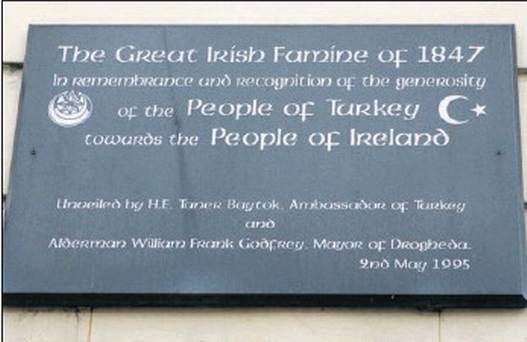 The Great Irish Famine of 1847
In remembrance and recognition of the generosity
of the People of Turkey
towards the People of Ireland
Unveiled by H.E. Taner Baytok, Ambassador of Turkey
and
Alderman William Frank Godfrey, Mayor of Drogheda.
2nd May 1995